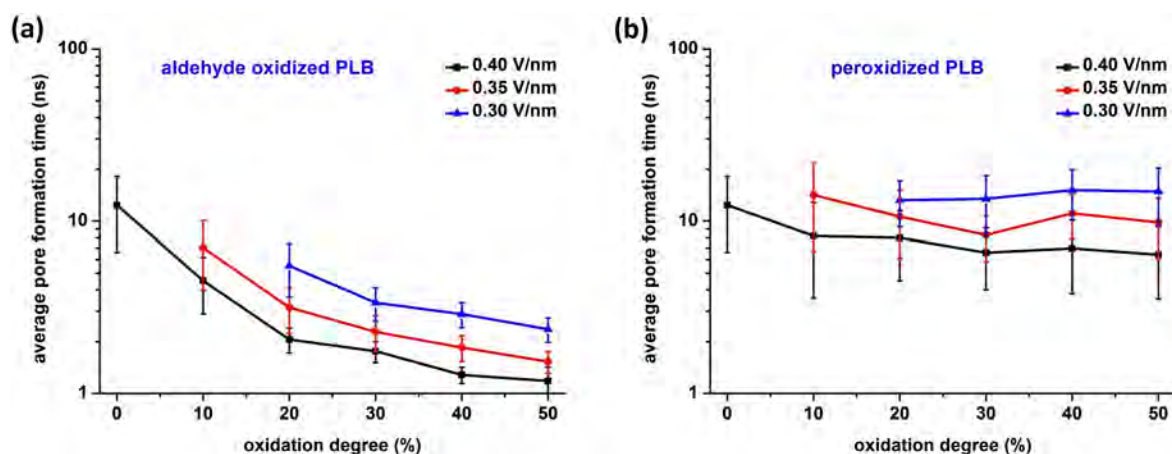 (a)
average pore formation time (ns)
100
10
1
aldehyde oxidized PLB
0.40 V/nm
0.35 V/nm
0.30 V/nm
0 10 20 30 40 50
oxidation degree (%)
(b)
average pore formation time (ns)
100
10
1
peroxidized PLB
0.40 V/nm
0.35 V/nm
0.30 V/nm
0 10 20 30 40 50
oxidation degree (%)